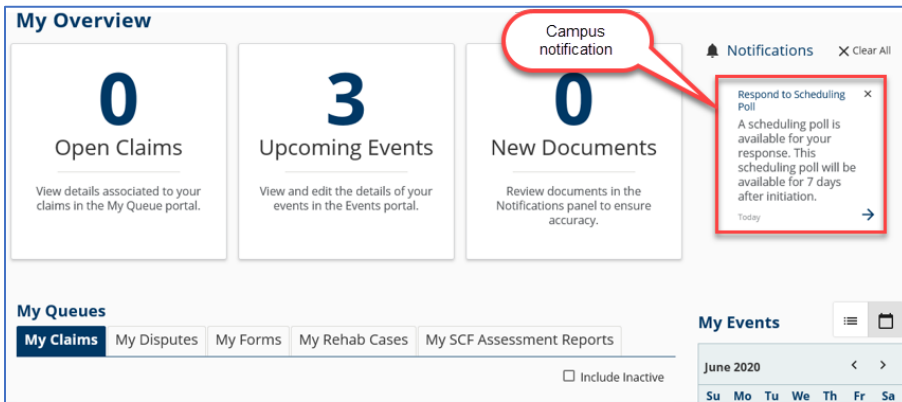 My Overview
Campus
notification
Notifications
Clear All
0
Open Claims
View details associated to your
claims in the My Queue portal.
3
Upcoming Events
View and edit the details of your
events in the Events portal.
0
New Documents
Review documents in the
Notifications panel to ensure
accuracy.
Respond to Scheduling
Poll
A scheduling poll is
available for your
response. This
scheduling poll will be
available for 7 days
after initiation.
Today
My Queues
My Claims My Disputes My Forms My Rehab Cases My SCF Assessment Reports
Include Inactive
My Events
June 2020
Su Mo Tu We Th Fr Sa